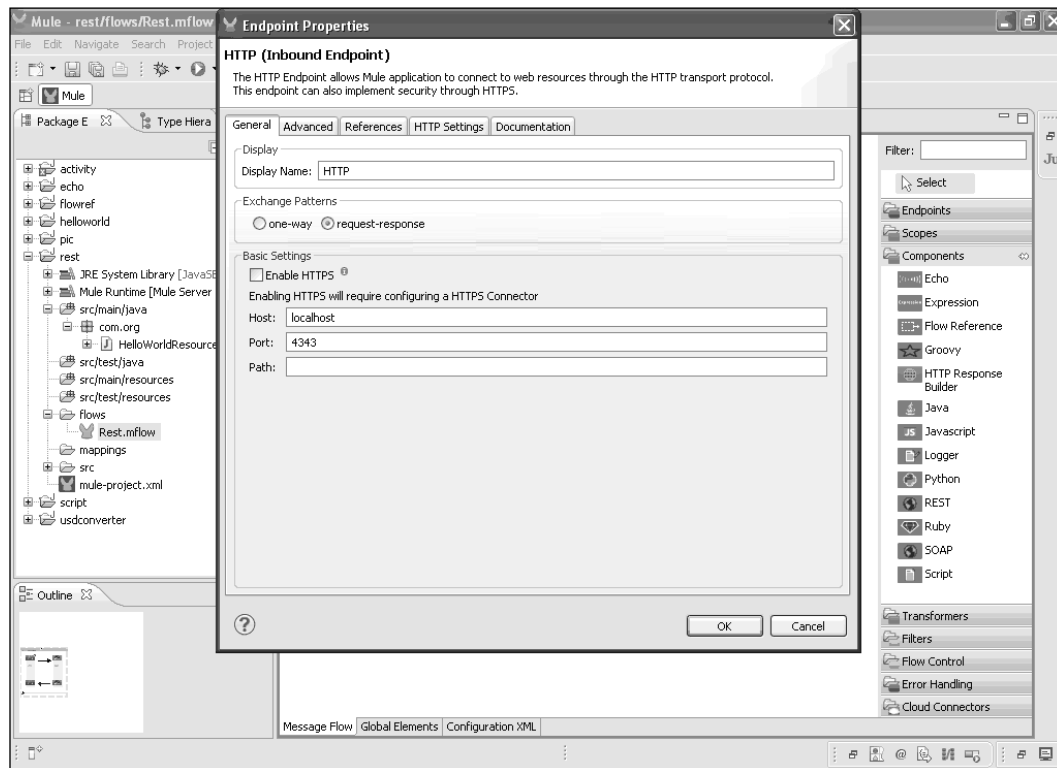 Mule - rest/flows/Rest.mflow
File Edit Navigate Search Project
Mule
Package E
Type Hiera
activity
echo
flowref
helloworld
pic
rest
JRE System Library [JavaSE
Mule Runtime [Mule Server
src/main/java
com.org
HelloWorldResource
src/test/java
src/main/resources
src/test/resources
flows
Rest.mflow
mappings
src
mule-project.xml
script
usdconverter
Outline
Endpoint Properties
HTTP (Inbound Endpoint)
The HTTP Endpoint allows Mule application to connect to web resources through the HTTP transport protocol.
This endpoint can also implement security through HTTPS.
General Advanced References HTTP Settings Documentation
Display
Display Name: HTTP
Exchange Patterns
one-way request-response
Basic Settings
Enable HTTPS
Enabling HTTPS will require configuring a HTTPS Connector
Host: localhost
Port: 4343
Path:
OK Cancel
Message Flow Global Elements Configuration XML
Filter:
Select
Endpoints
Scopes
Components
Echo
Expression
Flow Reference
Groovy
HTTP Response
Builder
Java
JS Javascript
Logger
Python
REST
Ruby
SOAP
Script
Transformers
Filters
Flow Control
Error Handling
Cloud Connectors
Ju